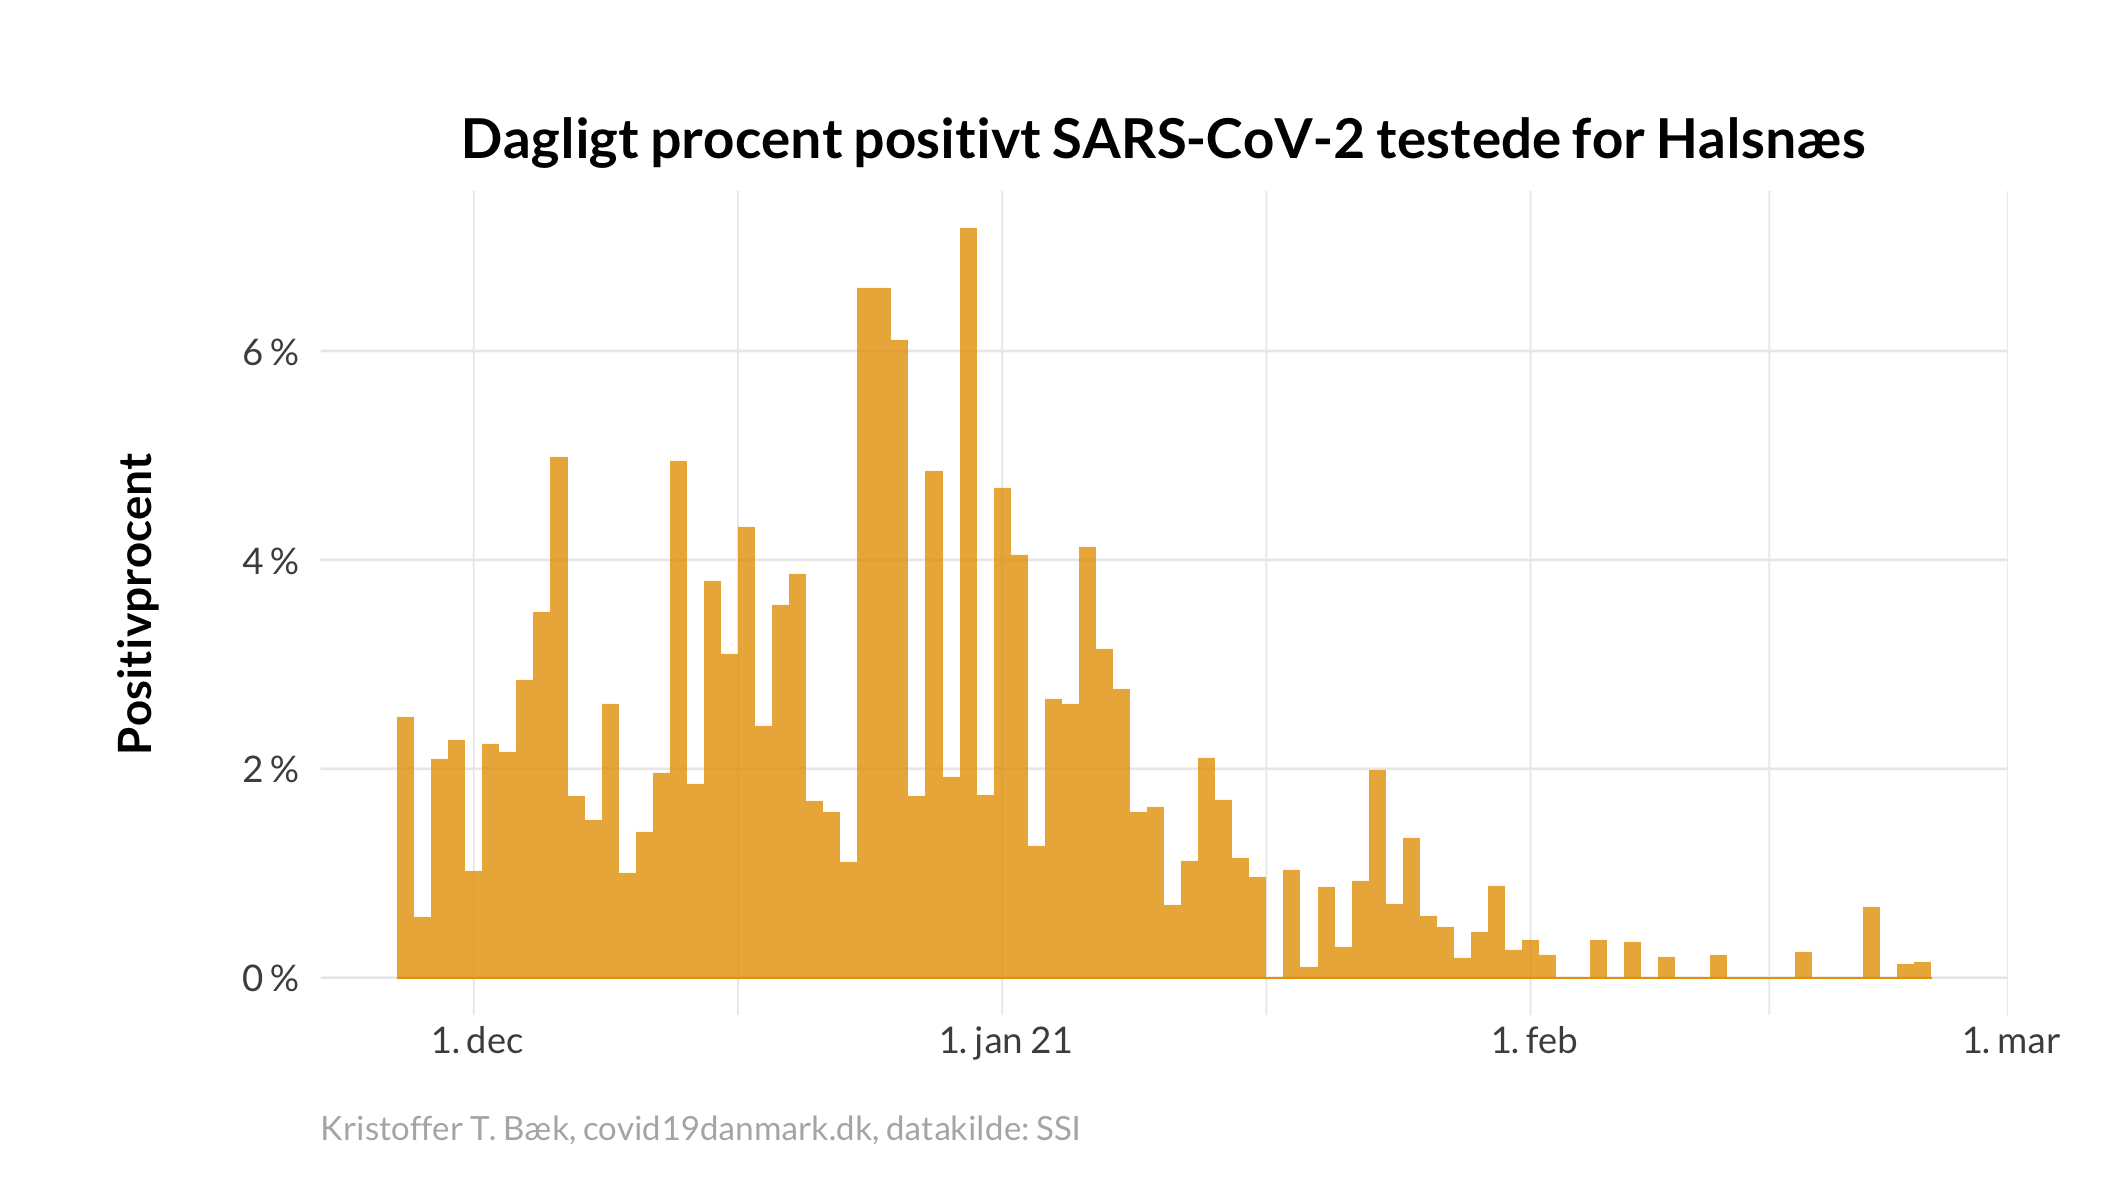 Dagligt procent positivt SARS-CoV-2 testede for Halsnæs
Positivprocent
6 %
4 %
2 %
0 %
1. dec
1. jan 21
1. feb
1. mar
Kristoffer T. Bæk, covid19danmark.dk, datakilde: SSI